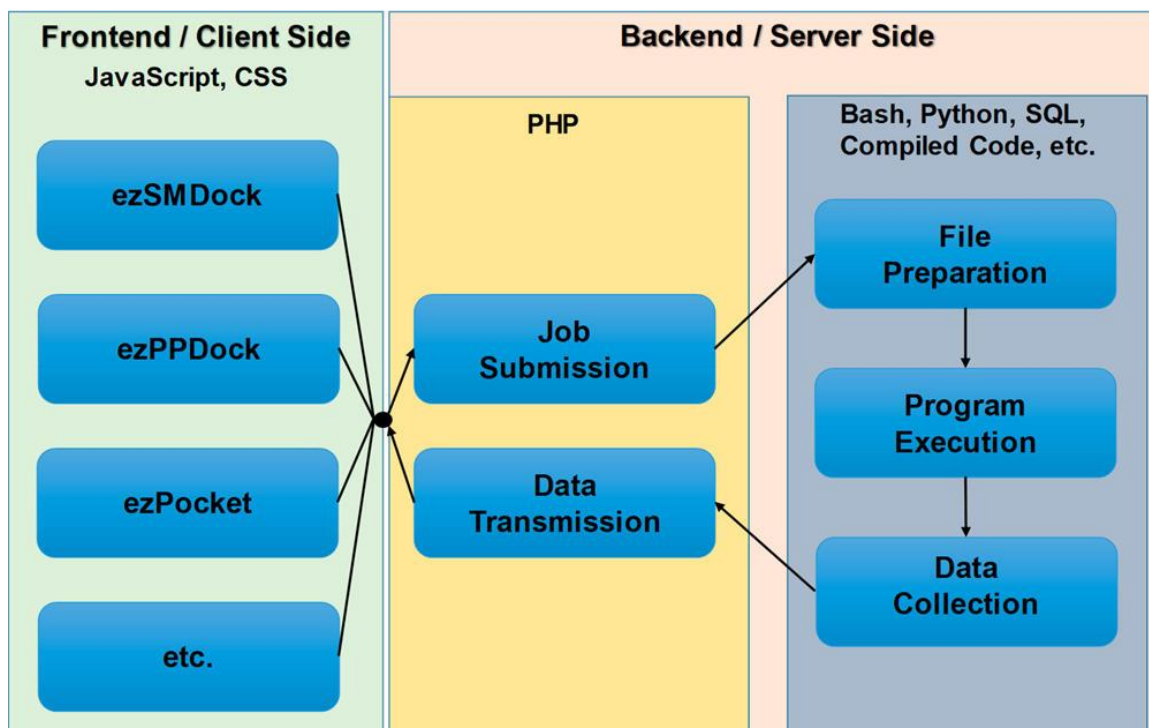 Frontend / Client Side
JavaScript, CSS
ezSMDock
ezPPDock
ezPocket
etc.
Backend / Server Side
PHP
Job
Submission
Data
Transmission
Bash, Python, SQL,
Compiled Code, etc.
File
Preparation
Program
Execution
Data
Collection